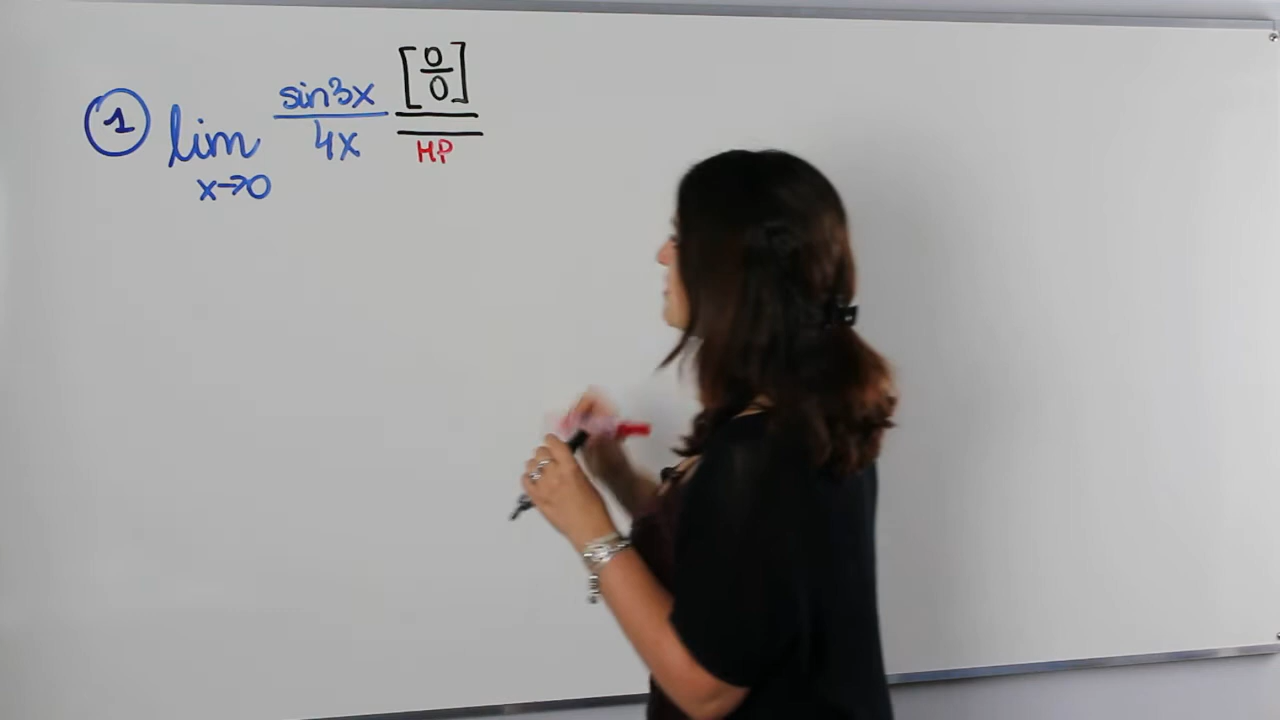 ① lim x→0 sin3x/4x [0/0] = HP